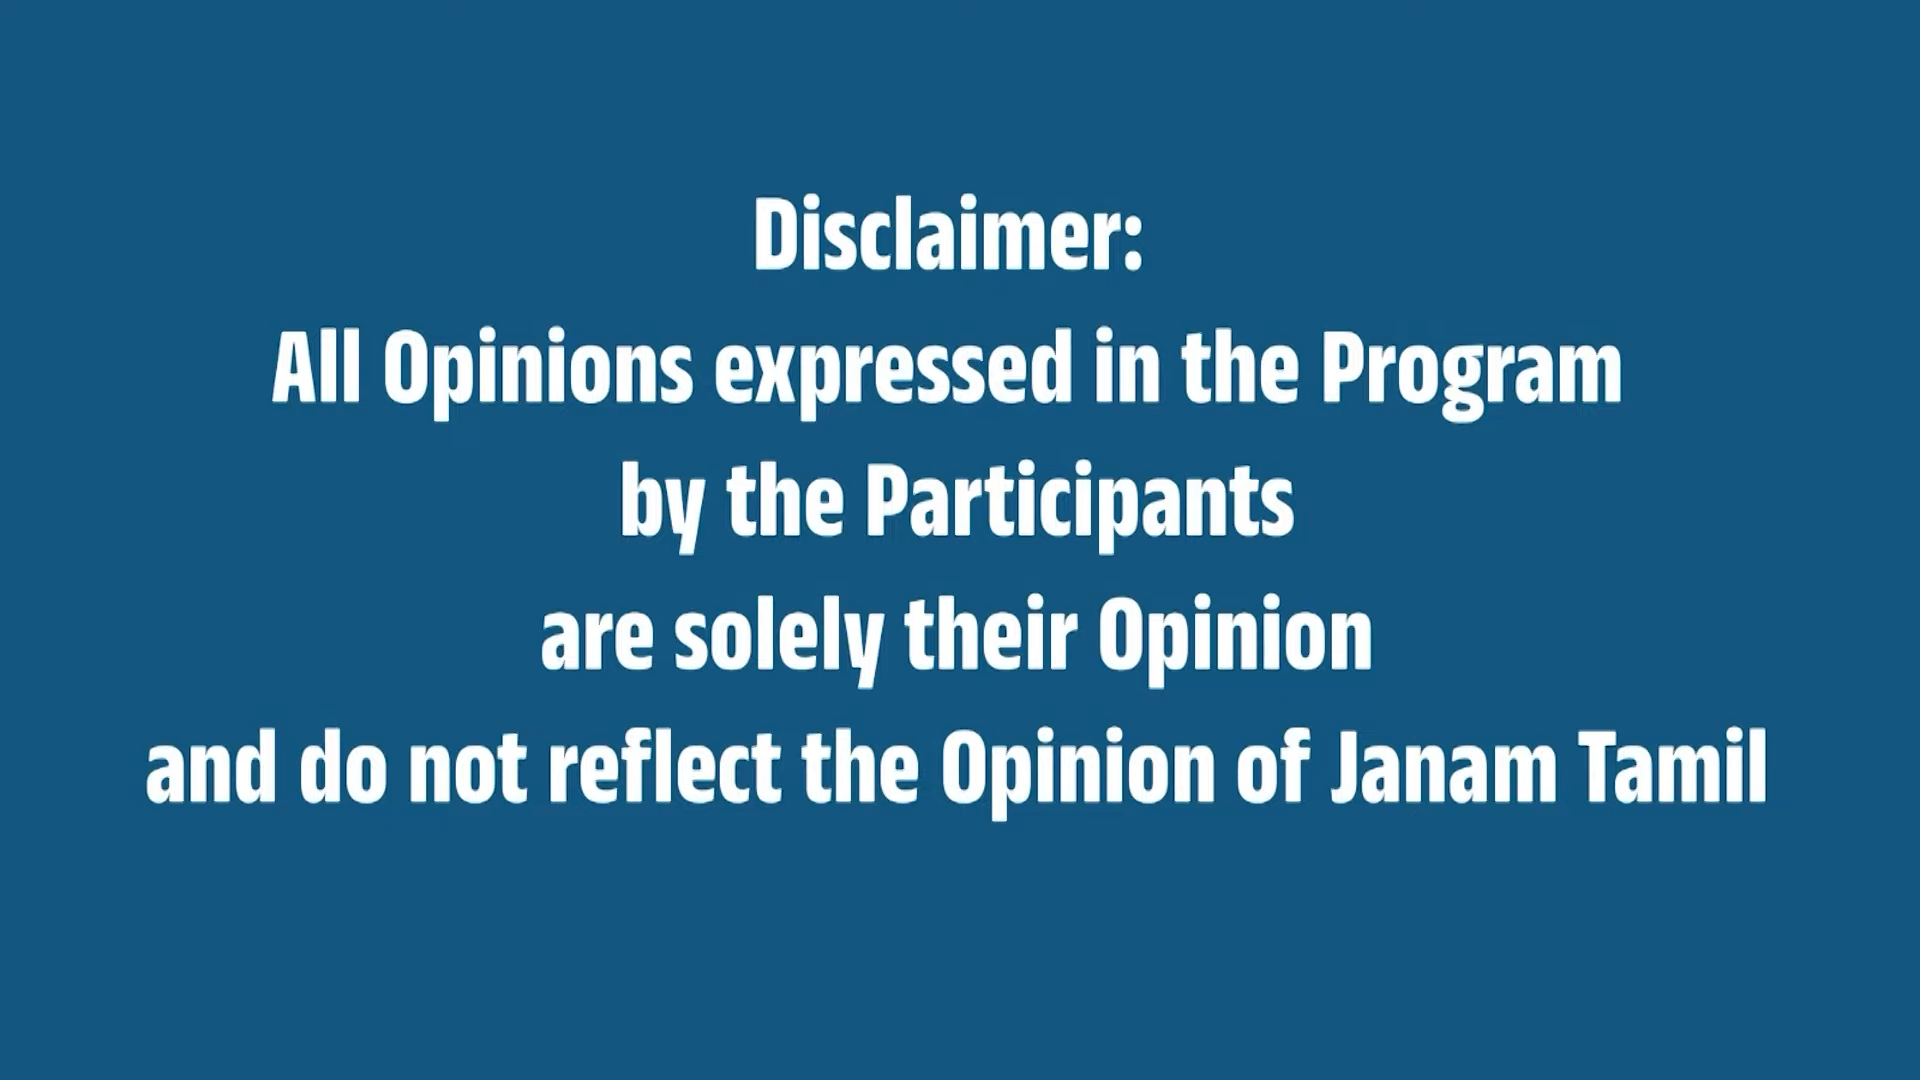 Disclaimer:
All Opinions expressed in the Program
by the Participants
are solely their Opinion
and do not reflect the Opinion of Janam Tamil